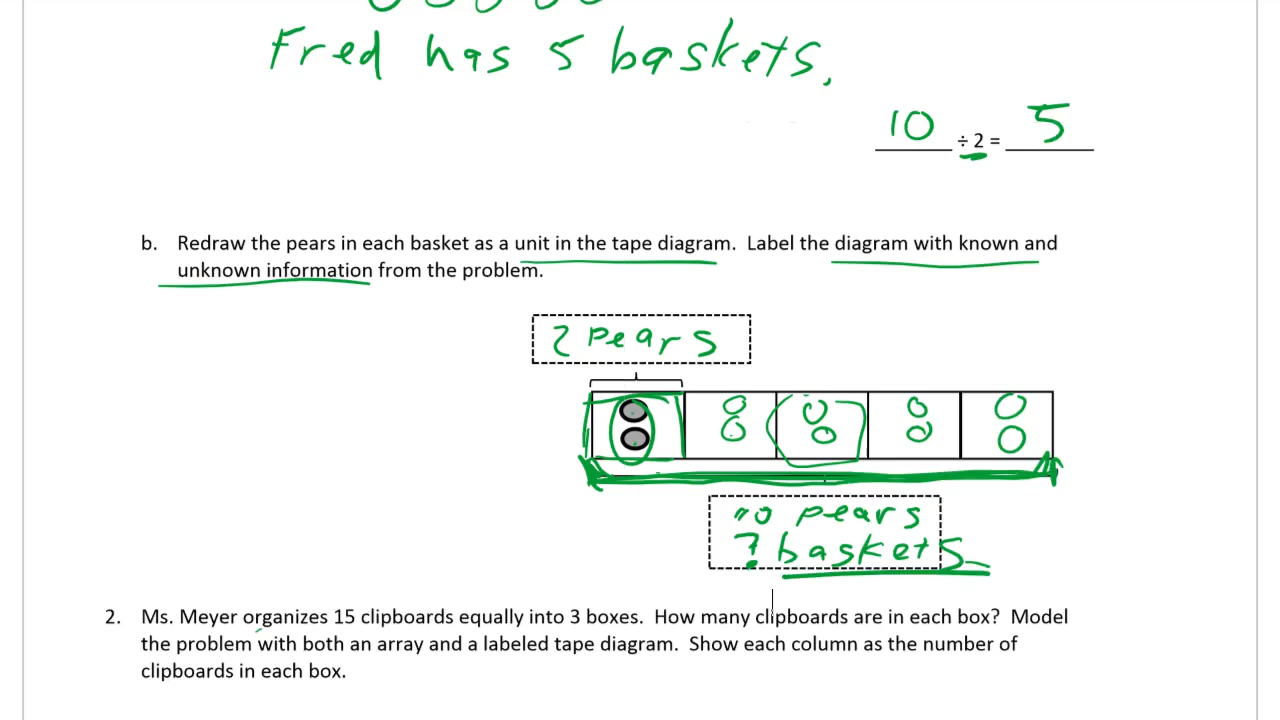 Fred has 5 baskets.
10 ÷ 2 = 5
b. Redraw the pears in each basket as a unit in the tape diagram. Label the diagram with known and
unknown information from the problem.
2 pears
10 pears
? baskets
2. Ms. Meyer organizes 15 clipboards equally into 3 boxes. How many clipboards are in each box? Model
the problem with both an array and a labeled tape diagram. Show each column as the number of
clipboards in each box.